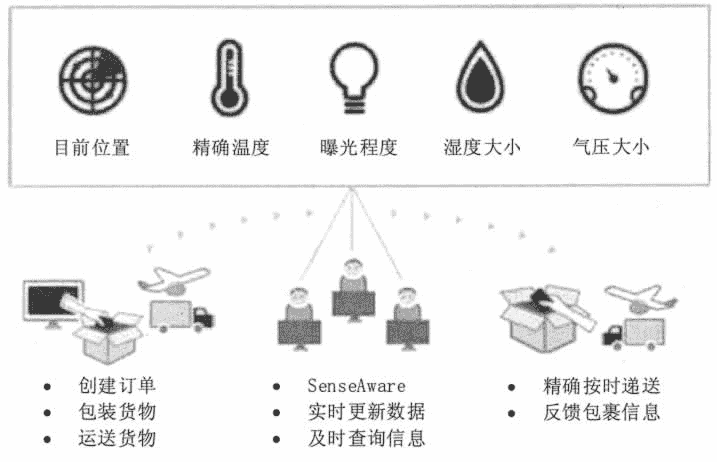 目前位置 精确温度 曝光程度 湿度大小 气压大小
• 创建订单
• 包装货物
• 运送货物
• SenseAware
• 实时更新数据
• 及时查询信息
• 精确按时递送
• 反馈包裹信息